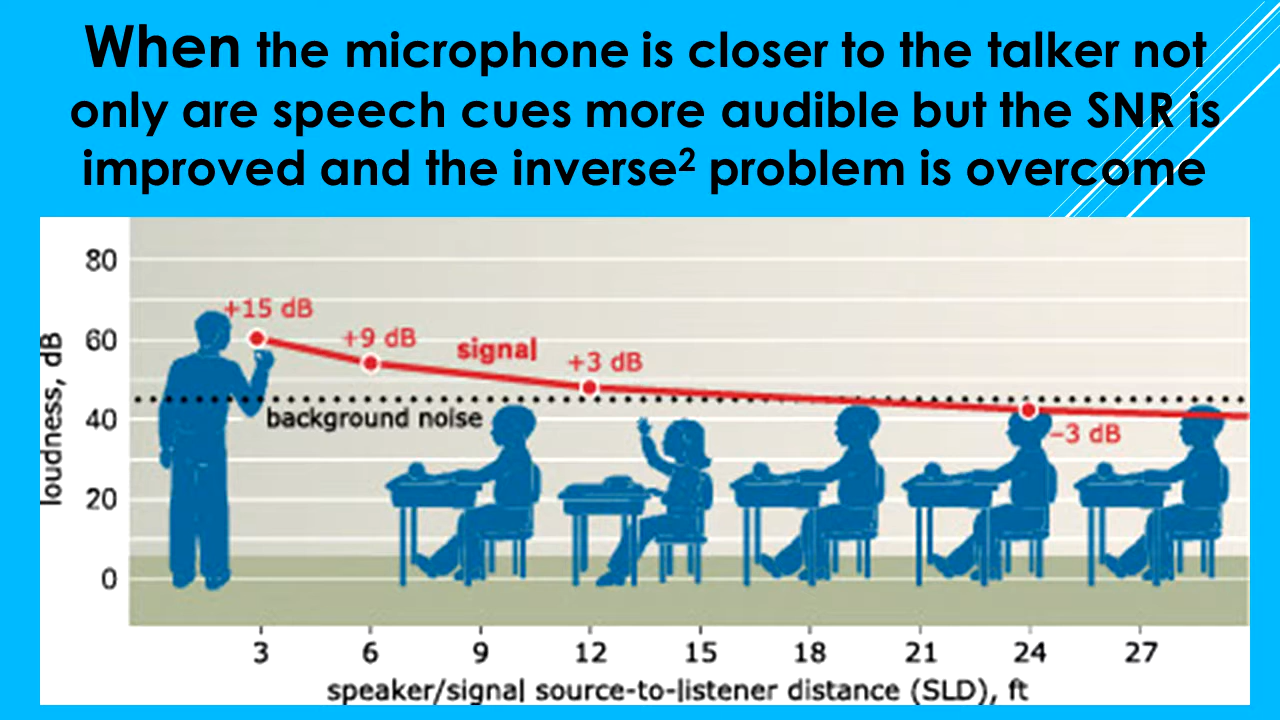 When the microphone is closer to the talker not
only are speech cues more audible but the SNR is
improved and the inverse² problem is overcome
80
60
40
20
0
loudness, dB
+15 dB
+9 dB
signal
+3 dB
background noise
−3 dB
3 6 9 12 15 18 21 24 27
speaker/signal source-to-listener distance (SLD), ft